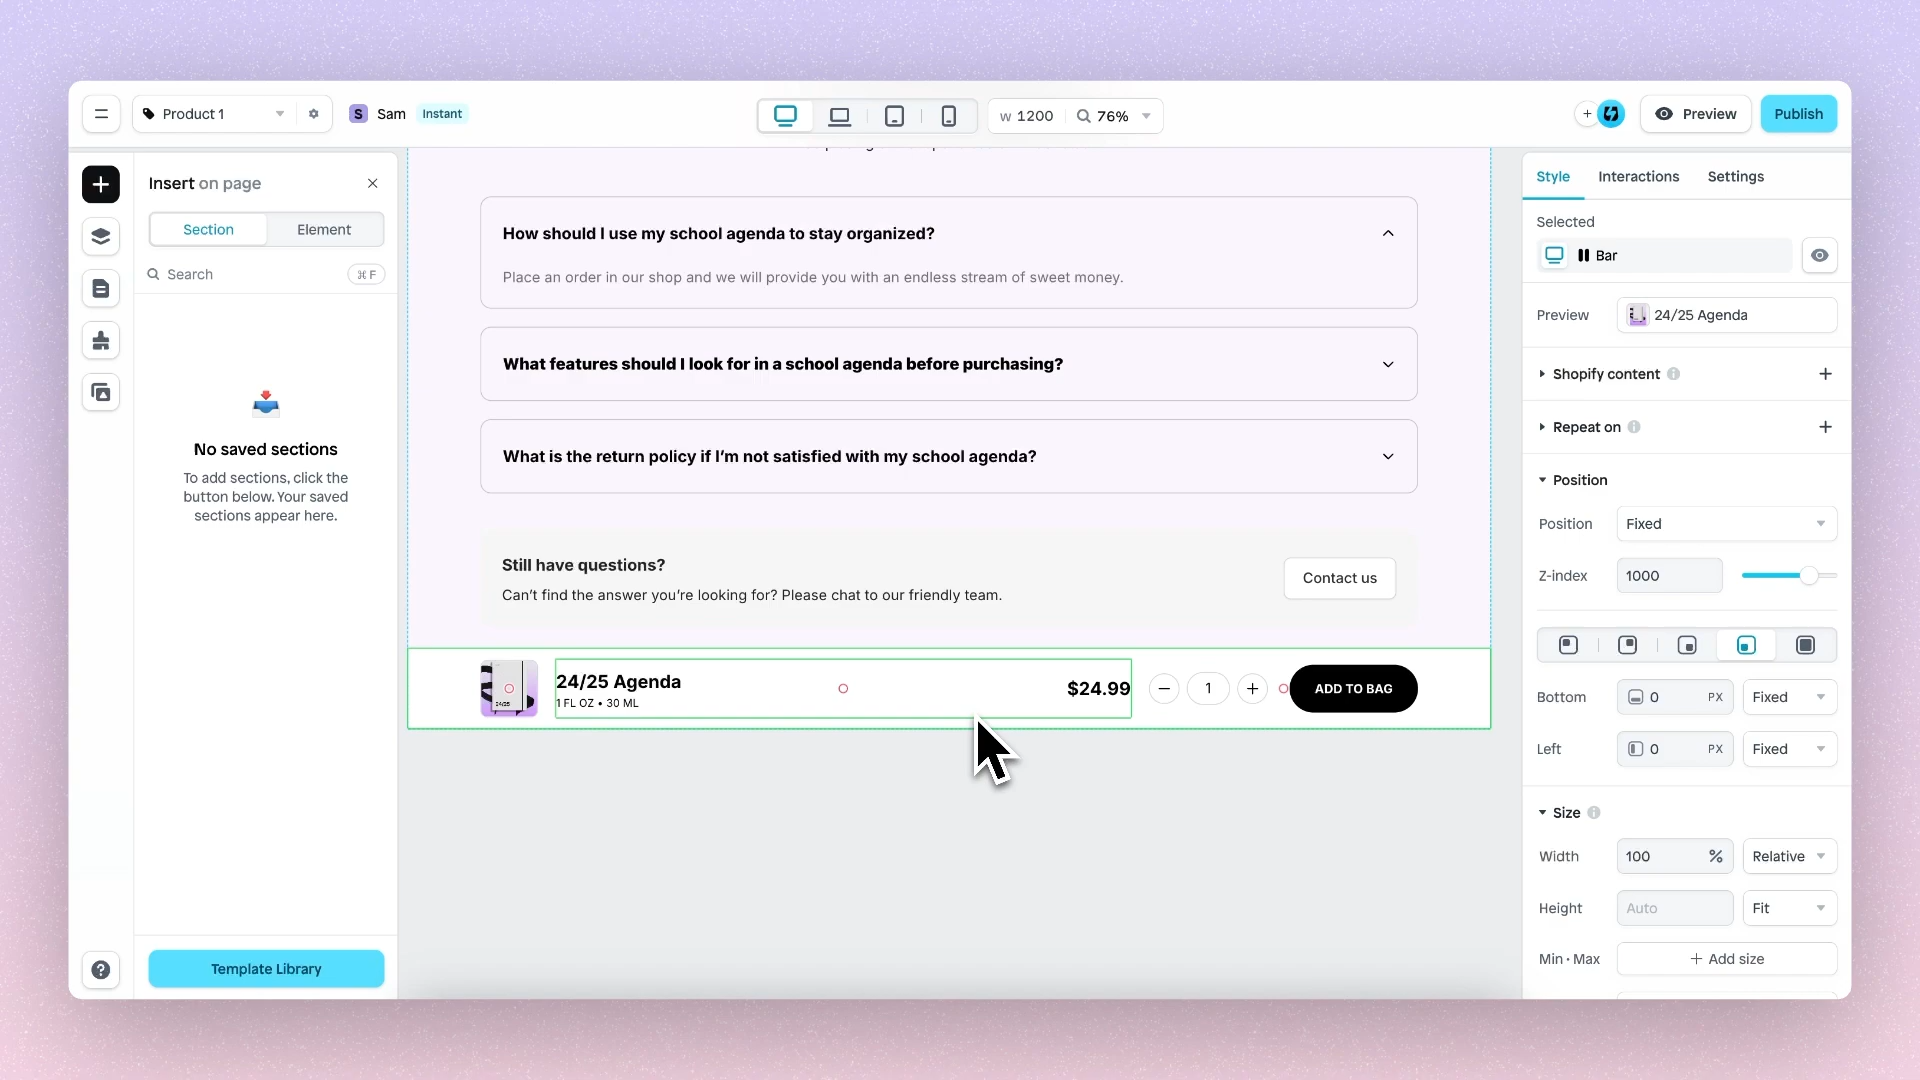 Product 1
S Sam Instant
W 1200
76%
Preview
Publish
Insert on page
Section
Element
Search
⌘ F
No saved sections
To add sections, click the
button below. Your saved
sections appear here.
Template Library
How should I use my school agenda to stay organized?
Place an order in our shop and we will provide you with an endless stream of sweet money.
What features should I look for in a school agenda before purchasing?
What is the return policy if I'm not satisfied with my school agenda?
Still have questions?
Can't find the answer you're looking for? Please chat to our friendly team.
Contact us
24/25
24/25 Agenda
1 FL OZ • 30 ML
$24.99
1
ADD TO BAG
Style
Interactions
Settings
Selected
Bar
Preview
24/25 Agenda
Shopify content
Repeat on
Position
Position
Fixed
Z-index
1000
Bottom
0 PX
Fixed
Left
0 PX
Fixed
Size
Width
100 %
Relative
Height
Auto
Fit
Min · Max
+ Add size